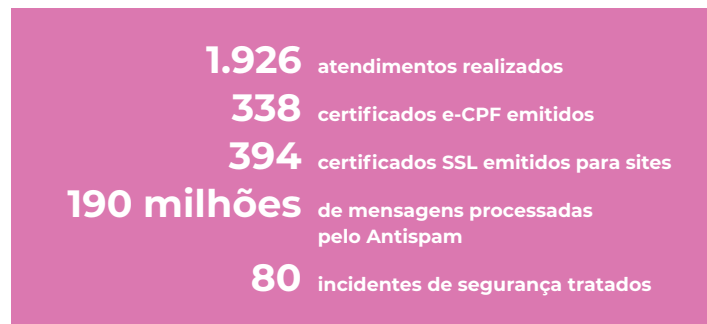 1.926 atendimentos realizados
338 certificados e-CPF emitidos
394 certificados SSL emitidos para sites
190 milhões de mensagens processadas
pelo Antispam
80 incidentes de segurança tratados